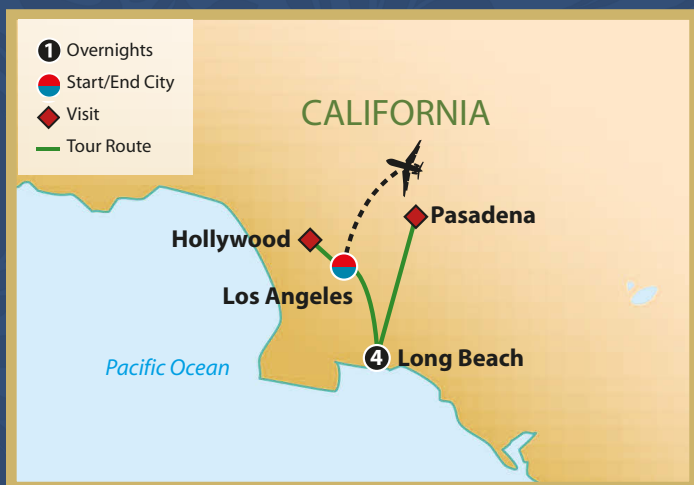 1 Overnights
Start/End City
Visit
Tour Route
CALIFORNIA
Pasadena
Hollywood
Los Angeles
4 Long Beach
Pacific Ocean